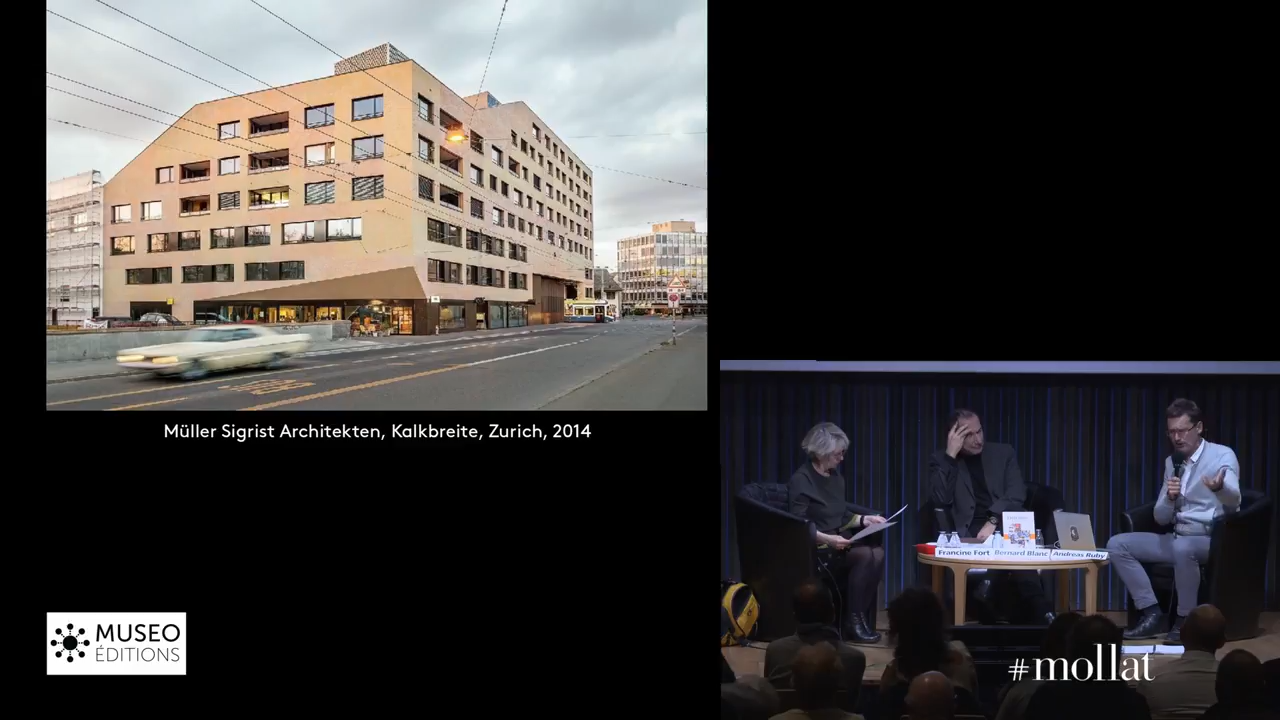 Müller Sigrist Architekten, Kalkbreite, Zurich, 2014
MUSEO
ÉDITIONS
Francine Fort
Bernard Blanc
Andreas Ruby
#mollat